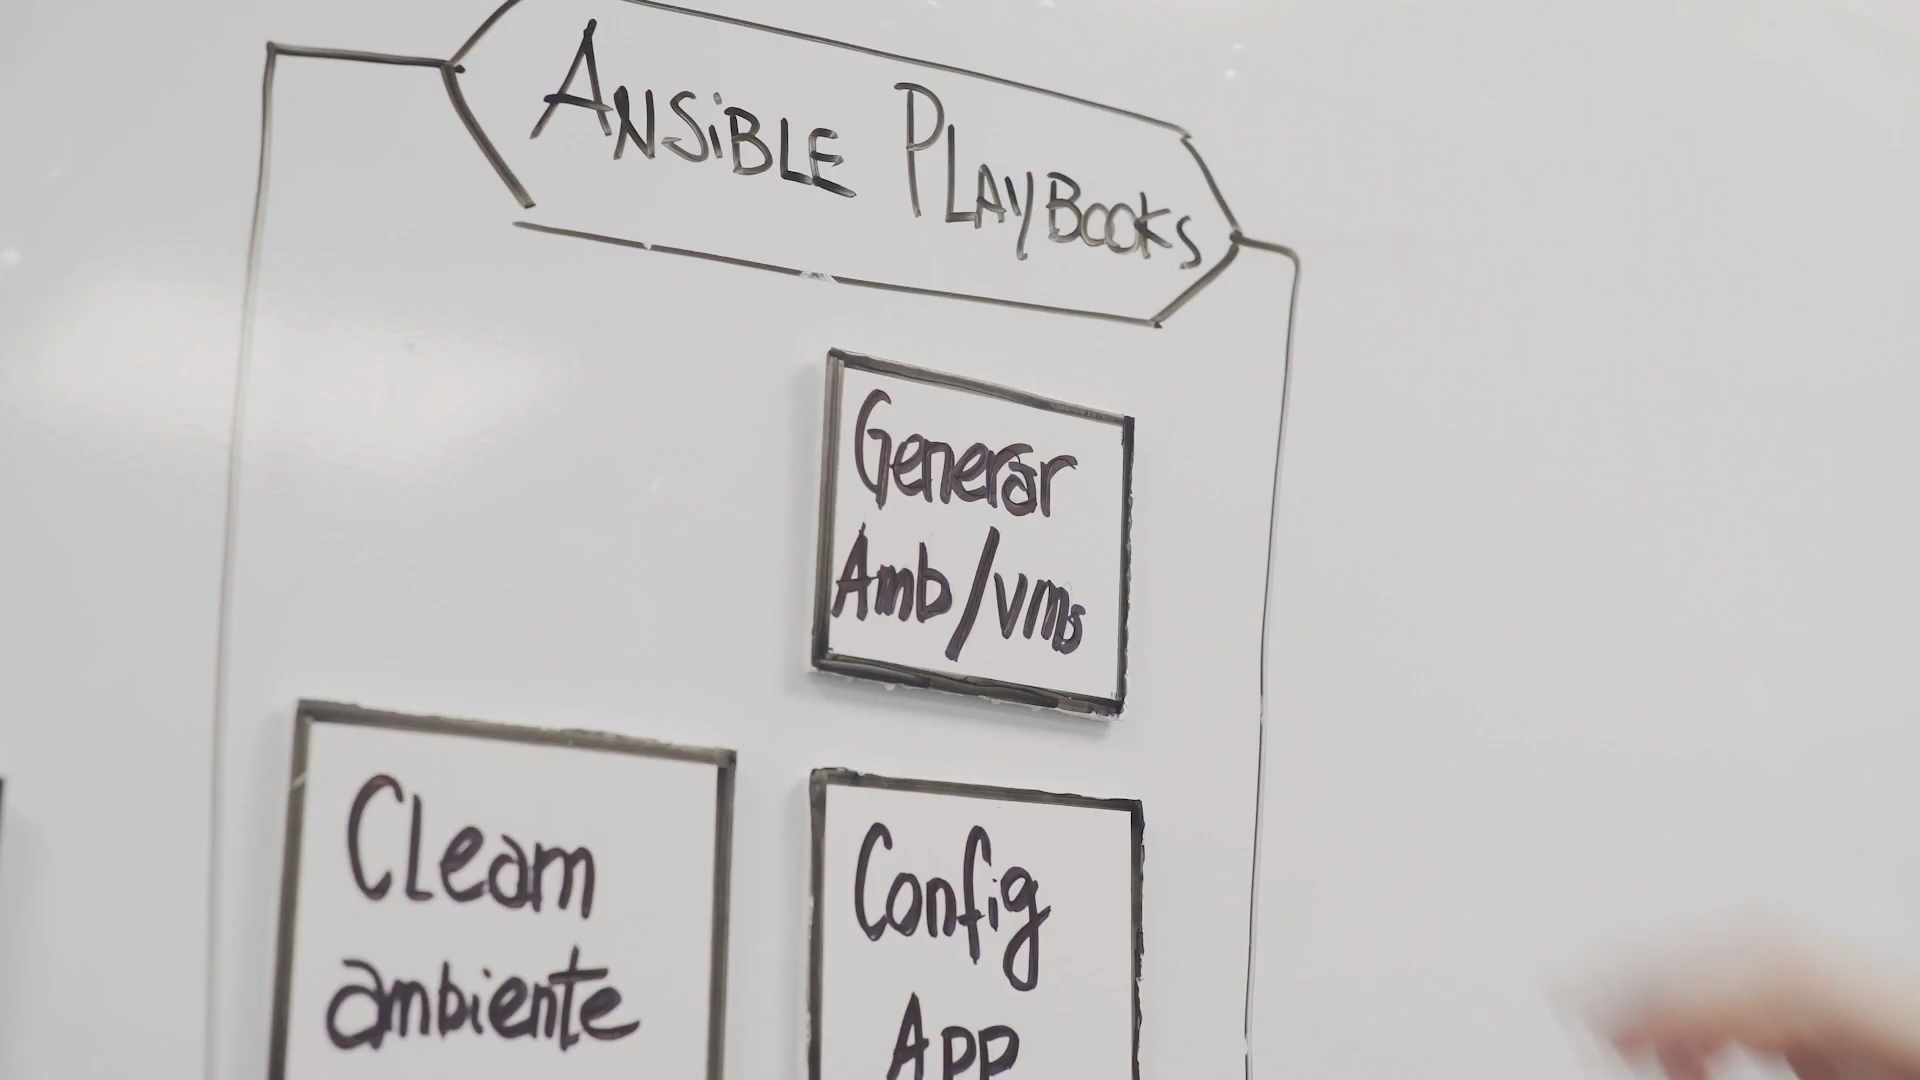 Ansible Playbooks
Generar
Amb/vms
Cleam
ambiente
Config
App